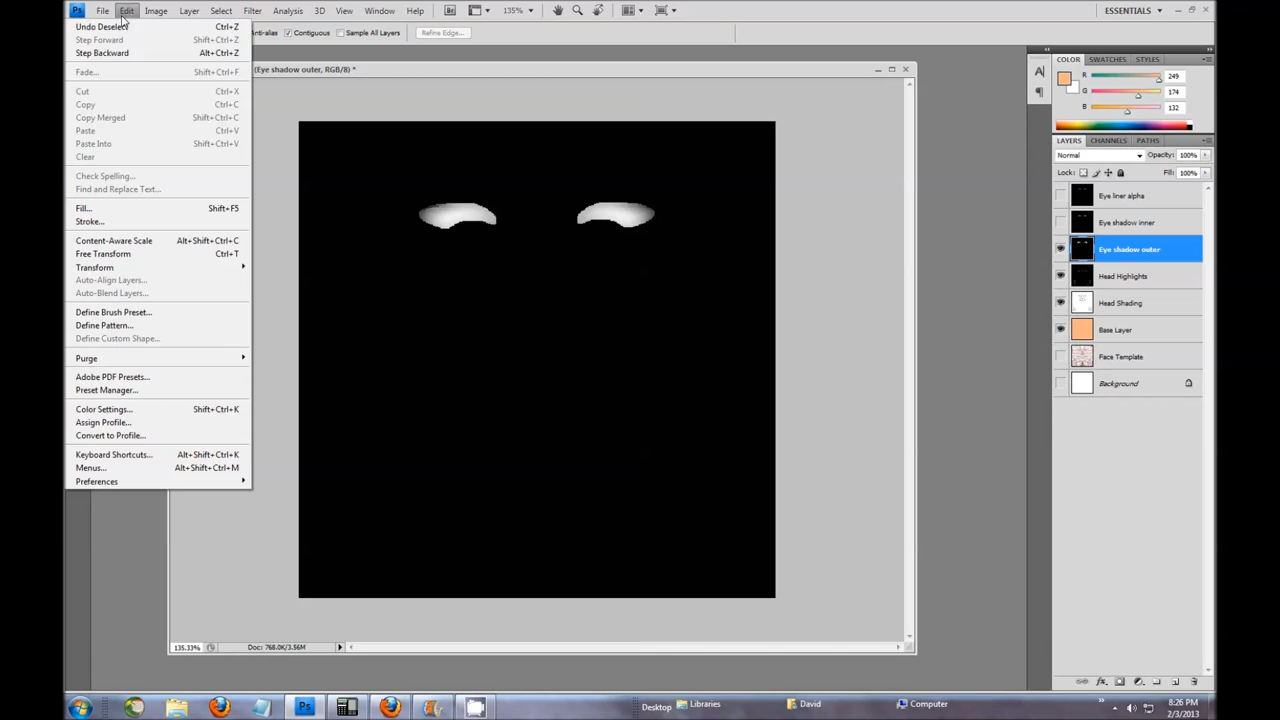 Ps File Edit Image Layer Select Filter Analysis 3D View Window Help Br 135% ESSENTIALS
Anti-alias Contiguous Sample All Layers Refine Edge...
(Eye shadow outer, RGB/8) *
Undo Deselect Ctrl+Z
Step Forward Shift+Ctrl+Z
Step Backward Alt+Ctrl+Z
Fade... Shift+Ctrl+F
Cut Ctrl+X
Copy Ctrl+C
Copy Merged Shift+Ctrl+C
Paste Ctrl+V
Paste Into Shift+Ctrl+V
Clear
Check Spelling...
Find and Replace Text...
Fill... Shift+F5
Stroke...
Content-Aware Scale Alt+Shift+Ctrl+C
Free Transform Ctrl+T
Transform
Auto-Align Layers...
Auto-Blend Layers...
Define Brush Preset...
Define Pattern...
Define Custom Shape...
Purge
Adobe PDF Presets...
Preset Manager...
Color Settings... Shift+Ctrl+K
Assign Profile...
Convert to Profile...
Keyboard Shortcuts... Alt+Shift+Ctrl+K
Menus... Alt+Shift+Ctrl+M
Preferences
COLOR SWATCHES STYLES
R 249
G 174
B 132
LAYERS CHANNELS PATHS
Normal Opacity: 100%
Lock: Fill: 100%
Eye liner alpha
Eye shadow inner
Eye shadow outer
Head Highlights
Head Shading
Base Layer
Face Template
Background
135.33% Doc: 768.0K/3.56M
Ps Desktop Libraries David Computer 8:26 PM
2/3/2013